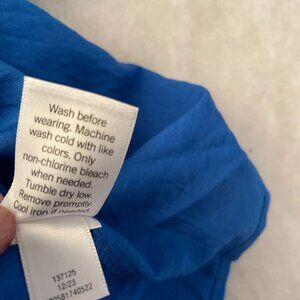 Wash before
wearing. Machine
wash cold with like
colors. Only
non-chlorine bleach
when needed.
Tumble dry low.
Remove promptly.
Cool iron if needed.
137125
12/23
00581740522